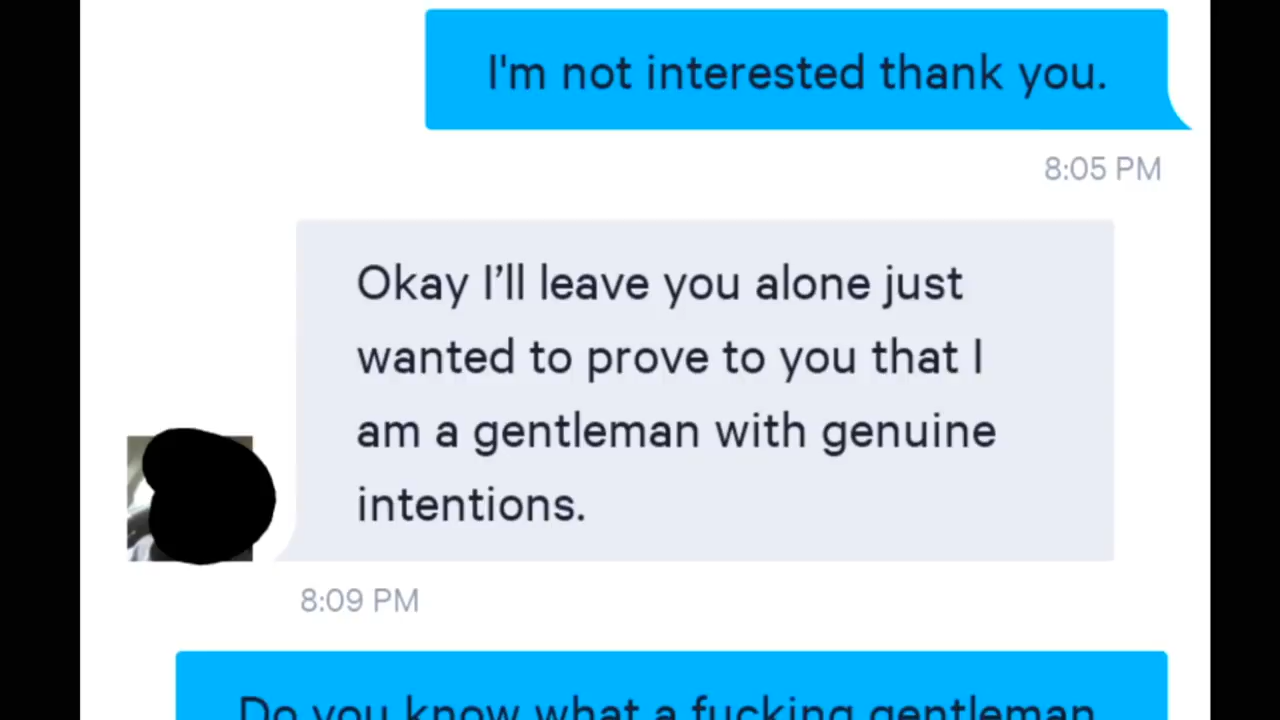 I'm not interested thank you.
8:05 PM
Okay I’ll leave you alone just
wanted to prove to you that I
am a gentleman with genuine
intentions.
8:09 PM
Do you know what a fucking gentleman